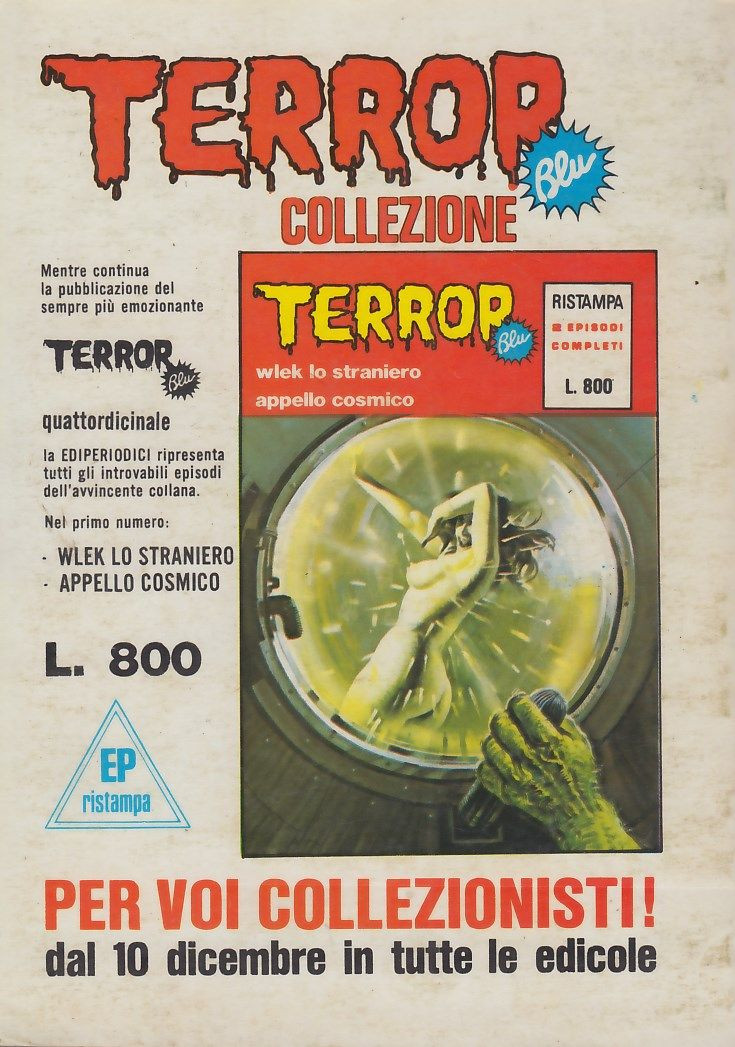 TERROR
Blu
COLLEZIONE
Mentre continua
la pubblicazione del
sempre più emozionante
TERROR
Blu
quattordicinale
la EDIPERIODICI ripresenta
tutti gli introvabili episodi
dell'avvincente collana.
Nel primo numero:
- WLEK LO STRANIERO
- APPELLO COSMICO
L. 800
EP
ristampa
TERROR
Blu
wlek lo straniero
appello cosmico
RISTAMPA
2 EPISODI
COMPLETI
L. 800
PER VOI COLLEZIONISTI!
dal 10 dicembre in tutte le edicole